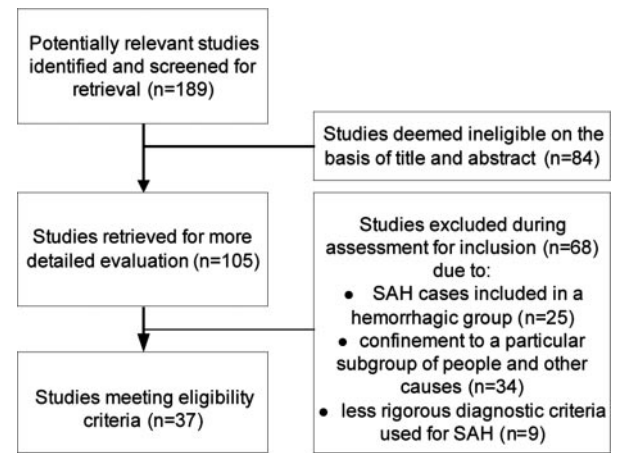 Potentially relevant studies
identified and screened for
retrieval (n=189)
Studies deemed ineligible on the
basis of title and abstract (n=84)
Studies retrieved for more
detailed evaluation (n=105)
Studies excluded during
assessment for inclusion (n=68)
due to:
● SAH cases included in a
hemorrhagic group (n=25)
● confinement to a particular
subgroup of people and other
causes (n=34)
● less rigorous diagnostic criteria
used for SAH (n=9)
Studies meeting eligibility
criteria (n=37)